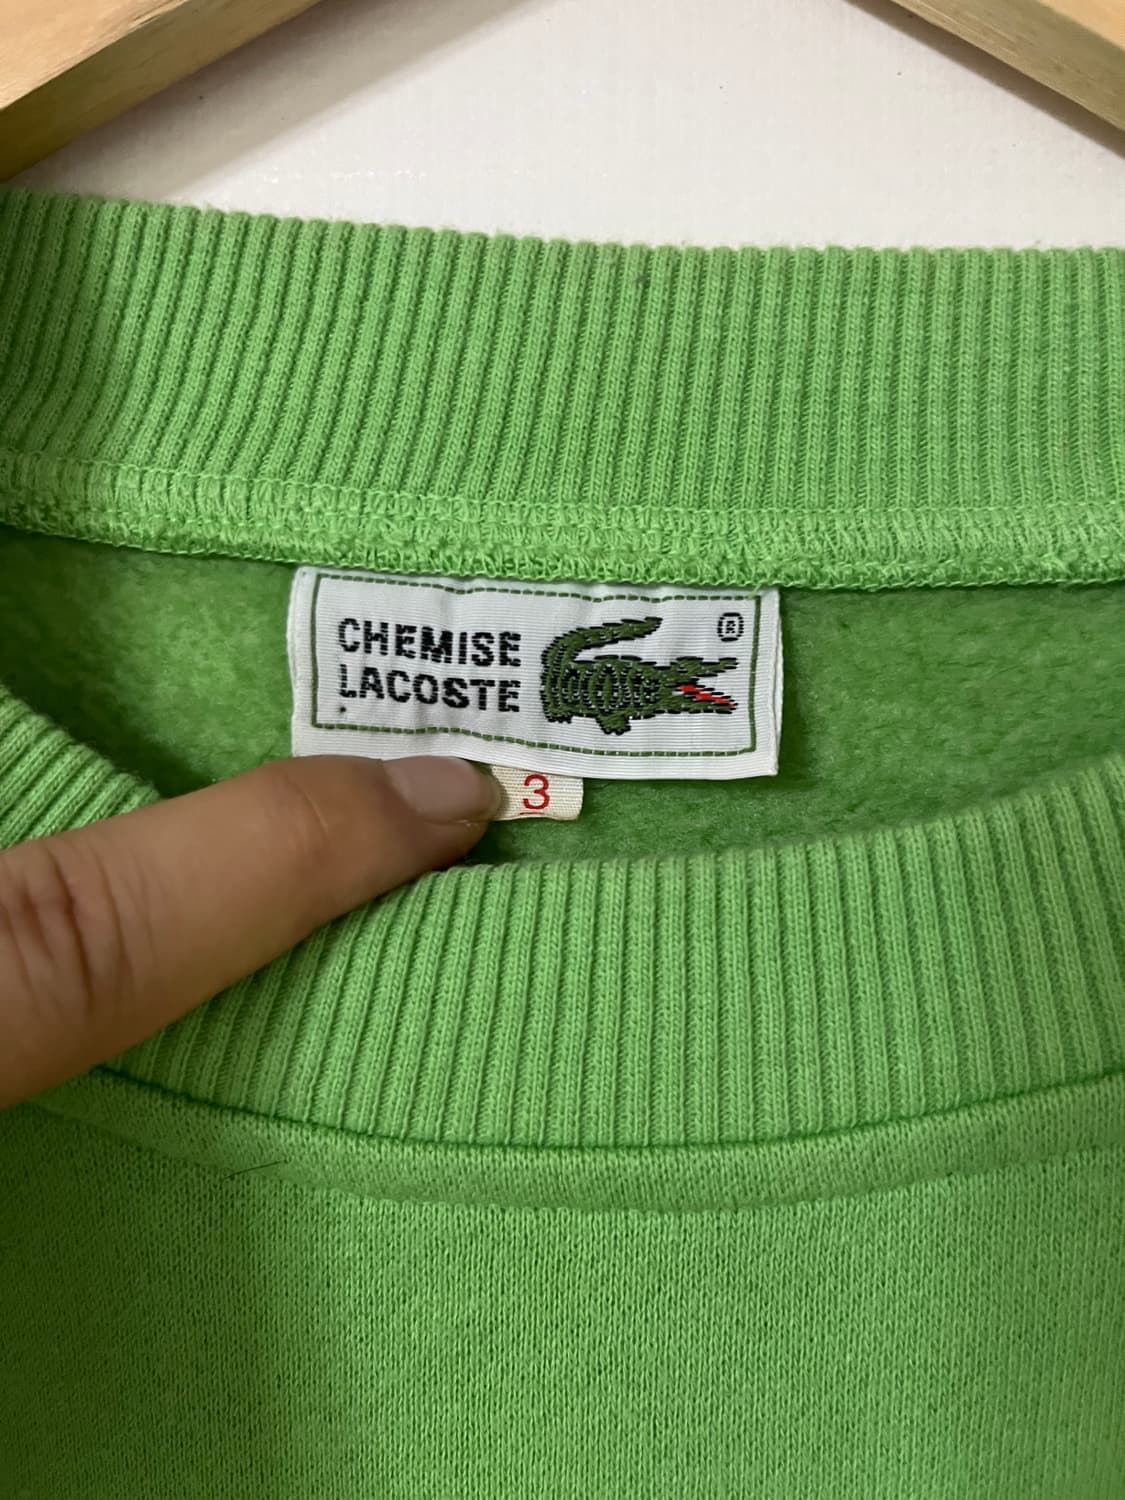 CHEMISE
LACOSTE
®
3